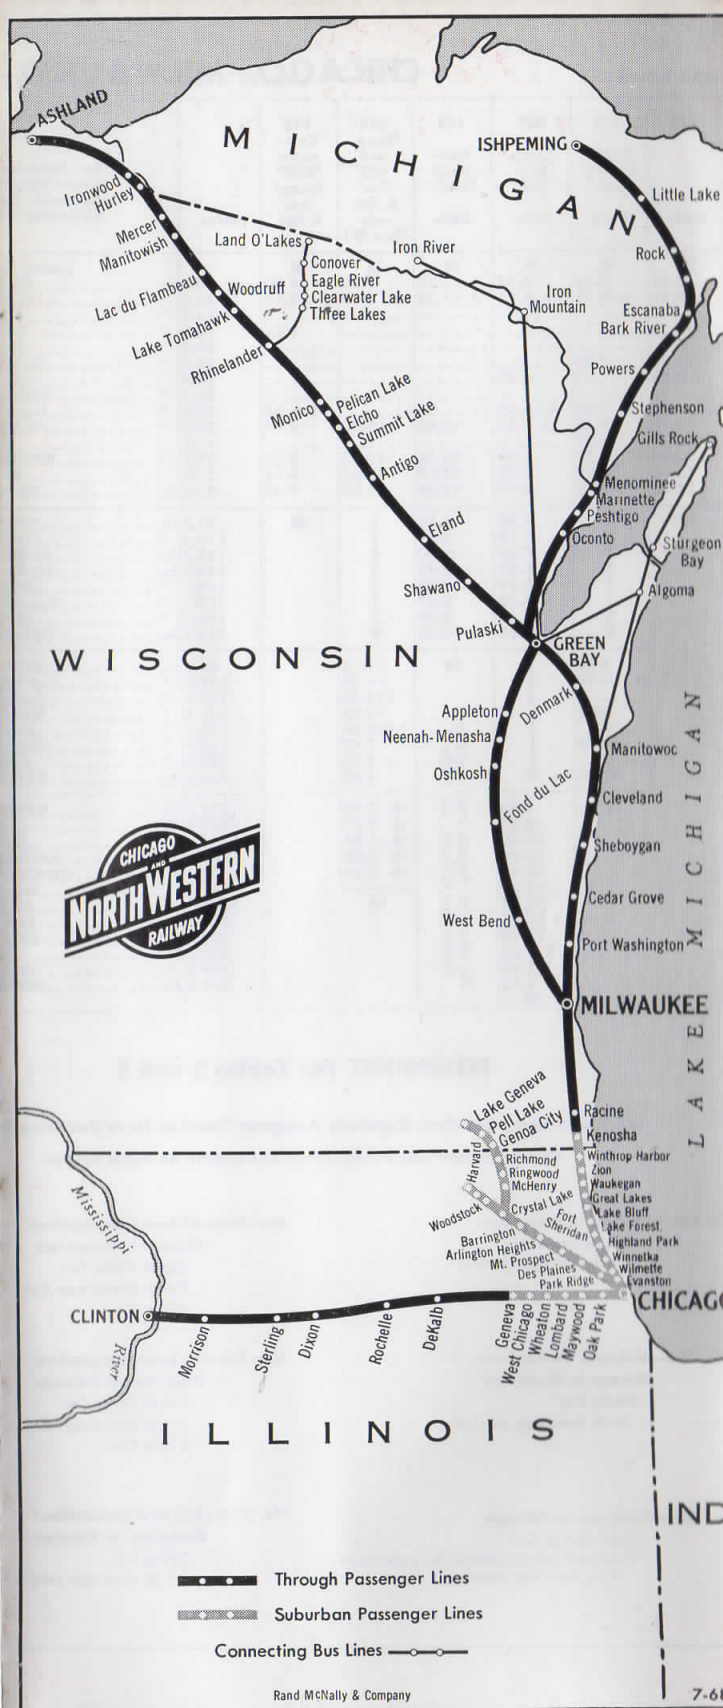 ASHLAND
MICHIGAN
ISHPEMING
Little Lake
Rock
Ironwood
Hurley
Mercer
Manitowish
Land O'Lakes
Iron River
Conover
Eagle River
Clearwater Lake
Three Lakes
Lac du Flambeau
Woodruff
Iron
Mountain
Escanaba
Bark River
Lake Tomahawk
Rhinelander
Powers
Stephenson
Gills Rock
Monico
Pelican Lake
Elcho
Summit Lake
Antigo
Menominee
Marinette
Peshtigo
Oconto
Eland
Sturgeon
Bay
Algoma
Shawano
Pulaski
GREEN
BAY
WISCONSIN
Denmark
Appleton
Neenah-Menasha
Oshkosh
Fond du Lac
Manitowoc
Cleveland
Sheboygan
Cedar Grove
Port Washington
West Bend
LAKE MICHIGAN
CHICAGO
AND
NORTH WESTERN
RAILWAY
MILWAUKEE
Racine
Kenosha
Lake Geneva
Pell Lake
Genoa City
Richmond
Ringwood
McHenry
Harvard
Woodstock
Crystal Lake
Barrington
Arlington Heights
Mt. Prospect
Des Plaines
Park Ridge
Winthrop Harbor
Zion
Waukegan
Great Lakes
Lake Bluff
Lake Forest
Fort
Sheridan
Highland Park
Winnetka
Wilmette
Evanston
CHICAG
Mississippi
River
CLINTON
Morrison
Sterling
Dixon
Rochelle
DeKalb
Geneva
West Chicago
Wheaton
Lombard
Maywood
Oak Park
ILLINOIS
IND
Through Passenger Lines
Suburban Passenger Lines
Connecting Bus Lines
Rand McNally & Company